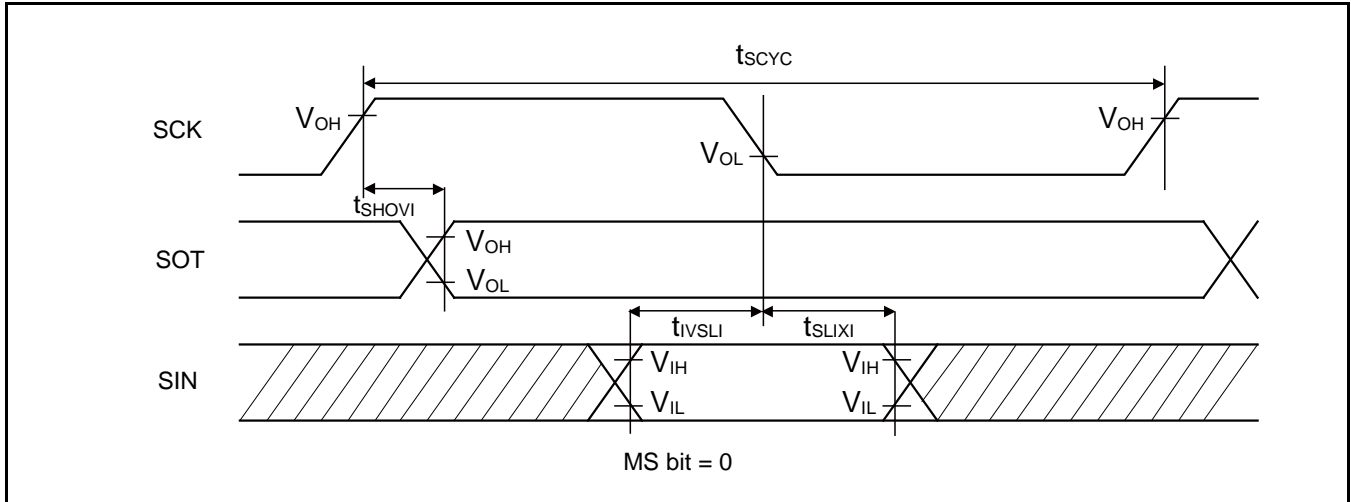 tSCYC
SCK
VOH
VOL
VOH
tSHOVI
SOT
VOH
VOL
tIVSLI
tSLIXI
SIN
VIH
VIL
VIH
VIL
MS bit = 0